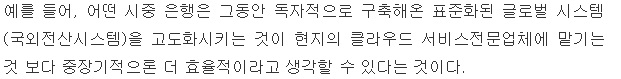 예를 들어, 어떤 시중 은행은 그동안 독자적으로 구축해온 표준화된 글로벌 시스템
(국외전산시스템)을 고도화시키는 것이 현지의 클라우드 서비스전문업체에 맡기는
것 보다 중장기적으론 더 효율적이라고 생각할 수 있다는 것이다.